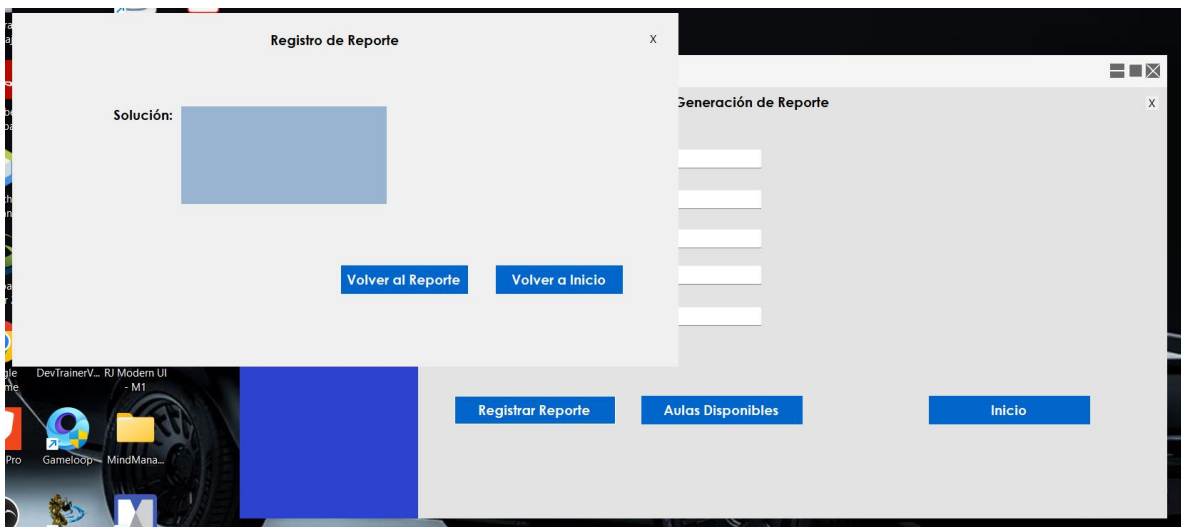 Registro de Reporte
X
Solución:
Volver al Reporte
Volver a Inicio
Generación de Reporte
X
Registrar Reporte
Aulas Disponibles
Inicio
DevTrainerV...
RJ Modern UI
- M1
Pro
Gameloop
MindMana...